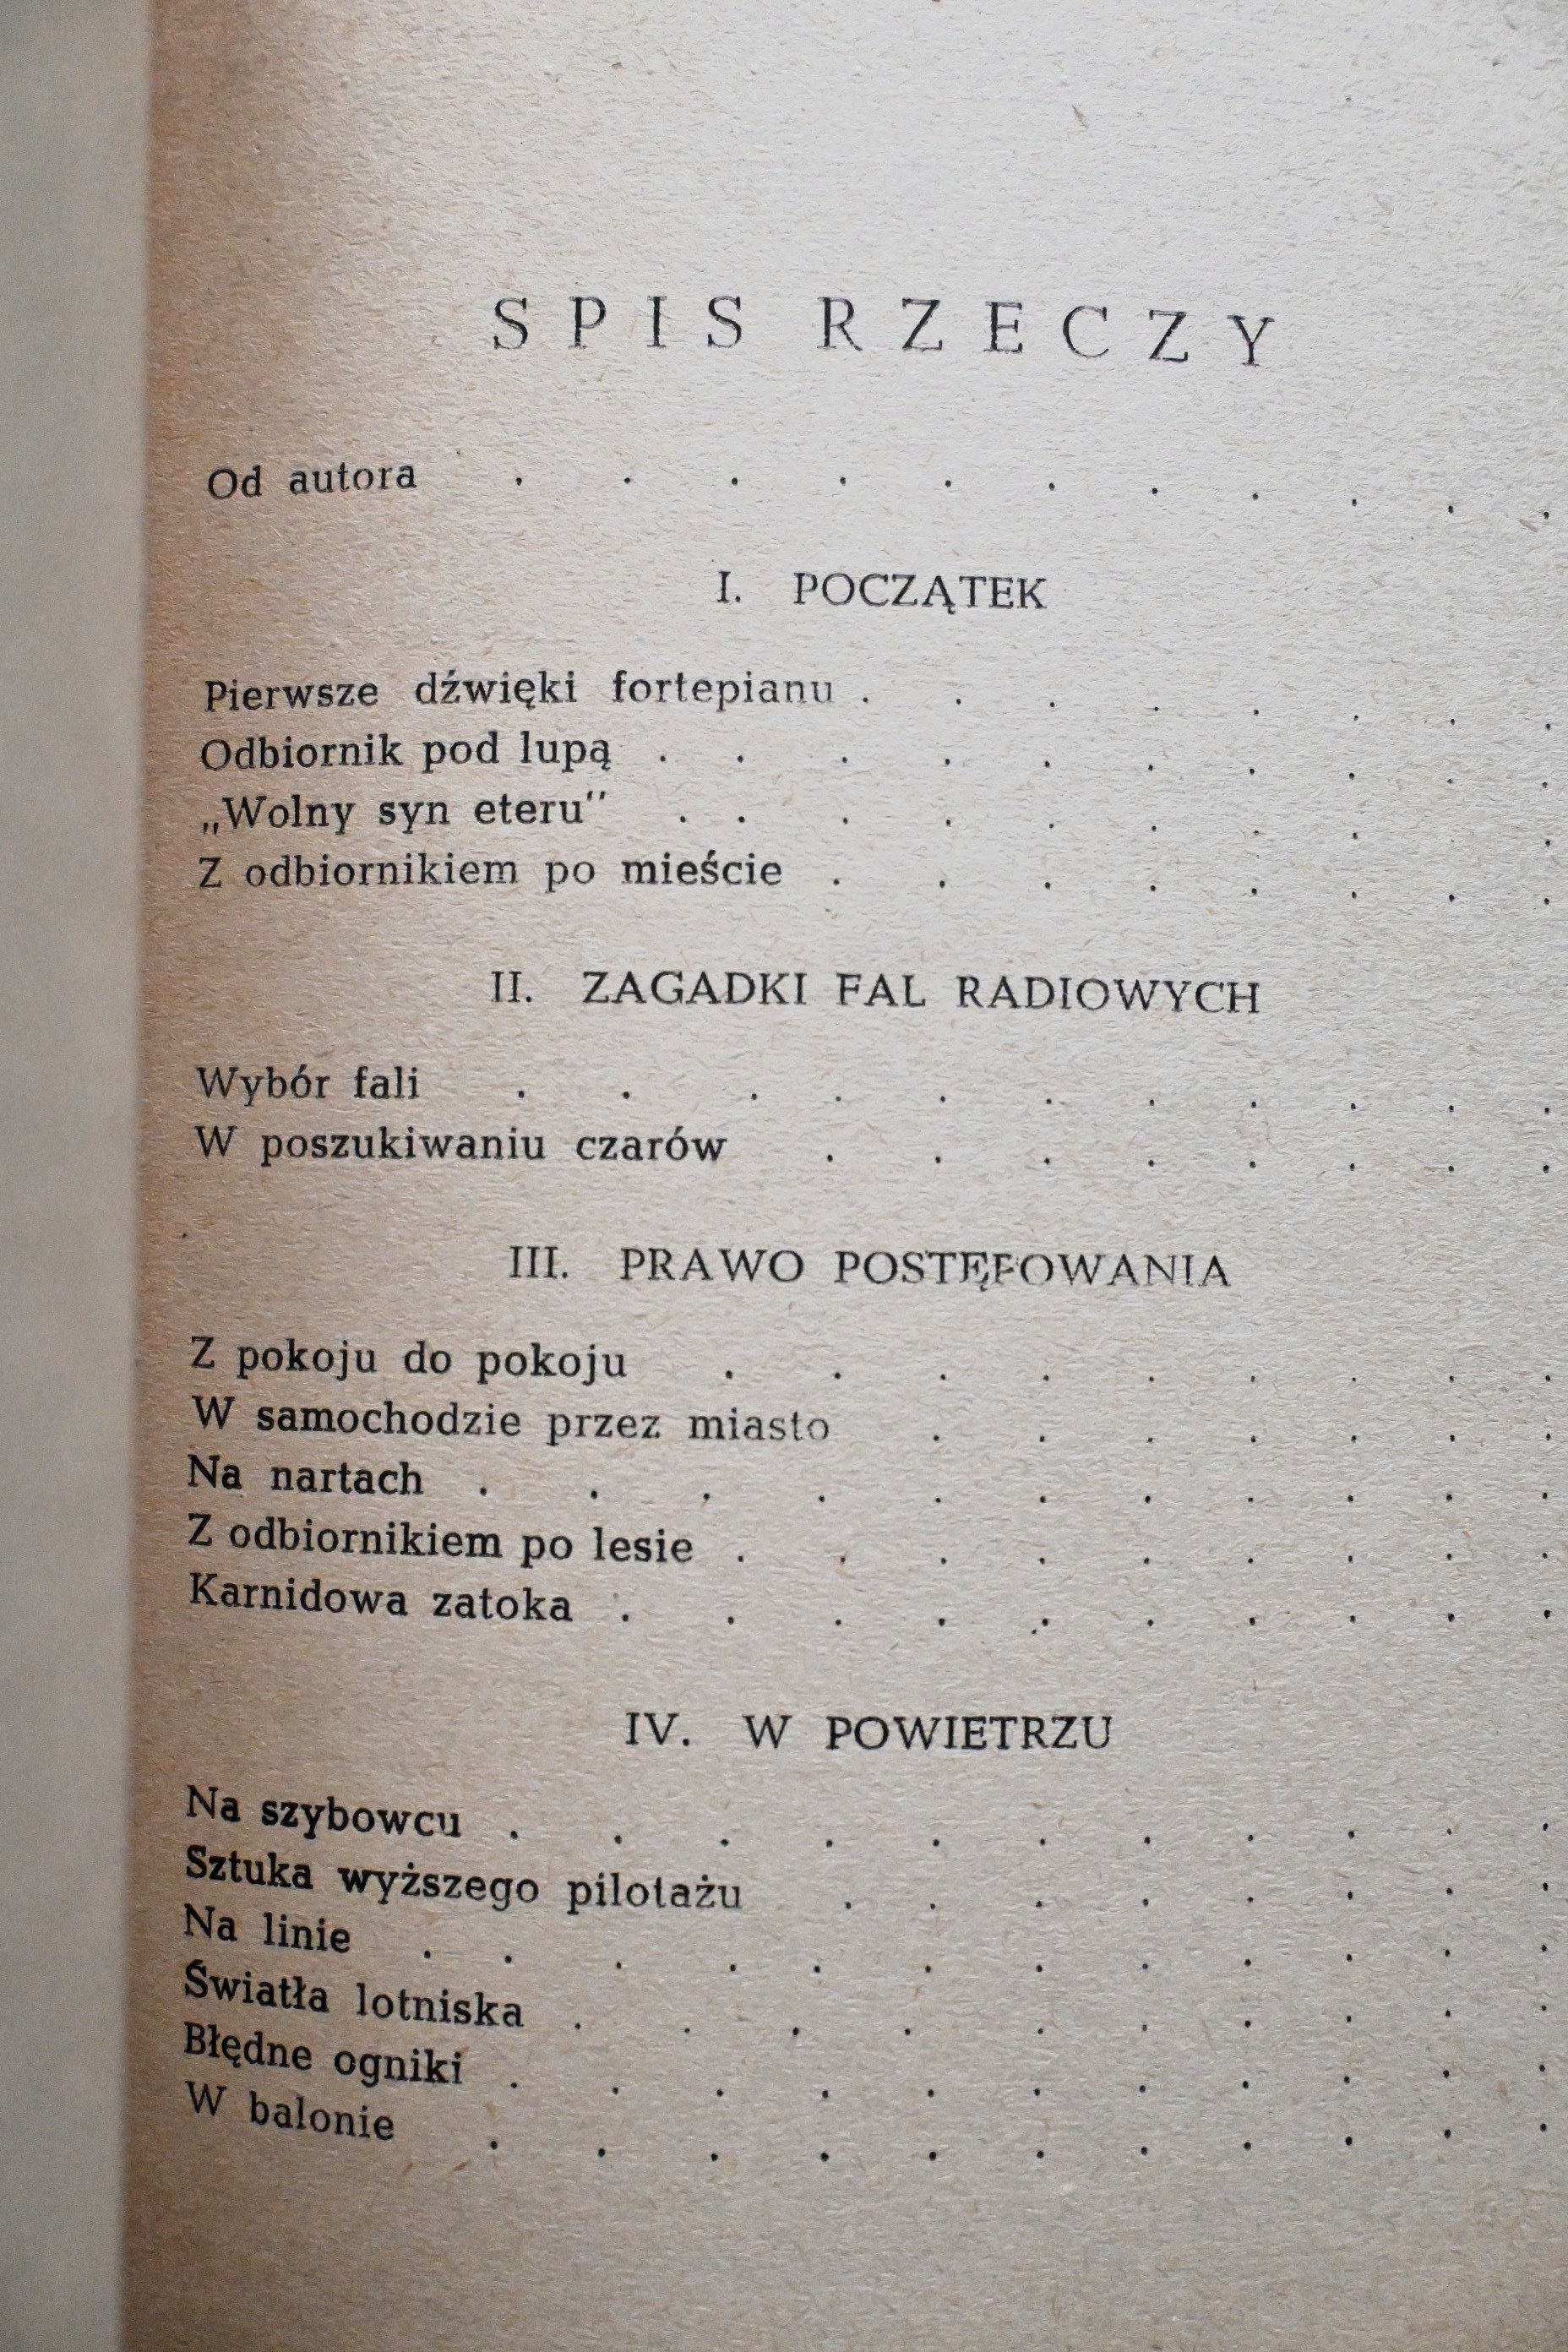 SPIS RZECZY
Od autora . . . . . . . . . . .
I. POCZĄTEK
Pierwsze dźwięki fortepianu . . . . . . . .
Odbiornik pod lupą . . . . . . . . . .
„Wolny syn eteru” . . . . . . . . . .
Z odbiornikiem po mieście . . . . . . . .
II. ZAGADKI FAL RADIOWYCH
Wybór fali . . . . . . . . . . .
W poszukiwaniu czarów . . . . . . . .
III. PRAWO POSTĘPOWANIA
Z pokoju do pokoju . . . . . . . . .
W samochodzie przez miasto . . . . . . .
Na nartach . . . . . . . . . . .
Z odbiornikiem po lesie . . . . . . . . .
Karnidowa zatoka . . . . . . . . . .
IV. W POWIETRZU
Na szybowcu . . . . . . . . . . .
Sztuka wyższego pilotażu . . . . . . . .
Na linie . . . . . . . . . . . .
Światła lotniska . . . . . . . . . .
Błędne ogniki . . . . . . . . . . .
W balonie . . . . . . . . . . .